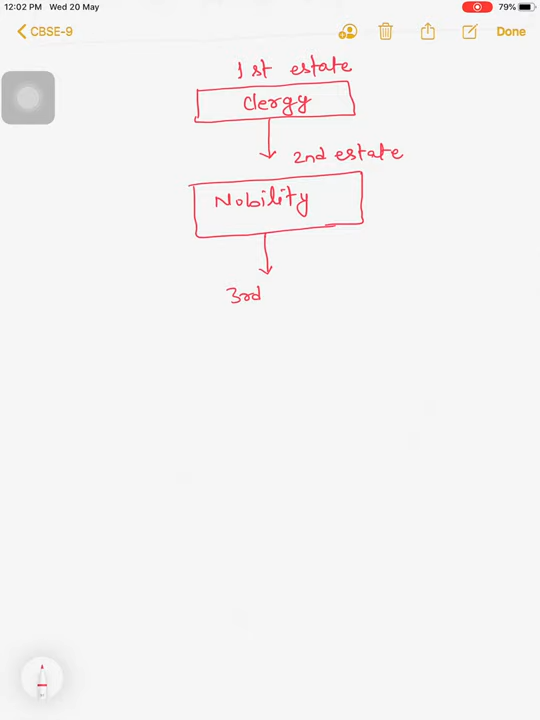 12:02 PM Wed 20 May
79%
CBSE-9
Done
1st estate
Clergy
2nd estate
Nobility
3rd